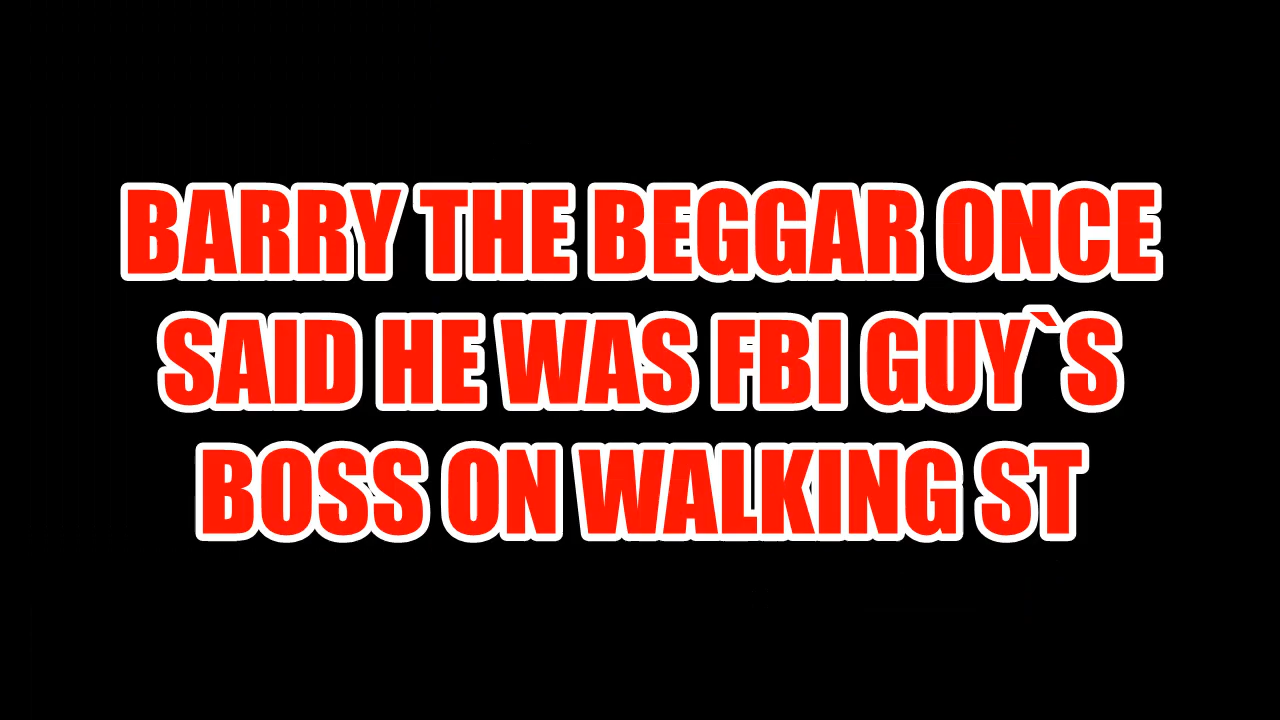 BARRY THE BEGGAR ONCE
SAID HE WAS FBI GUY`S
BOSS ON WALKING ST